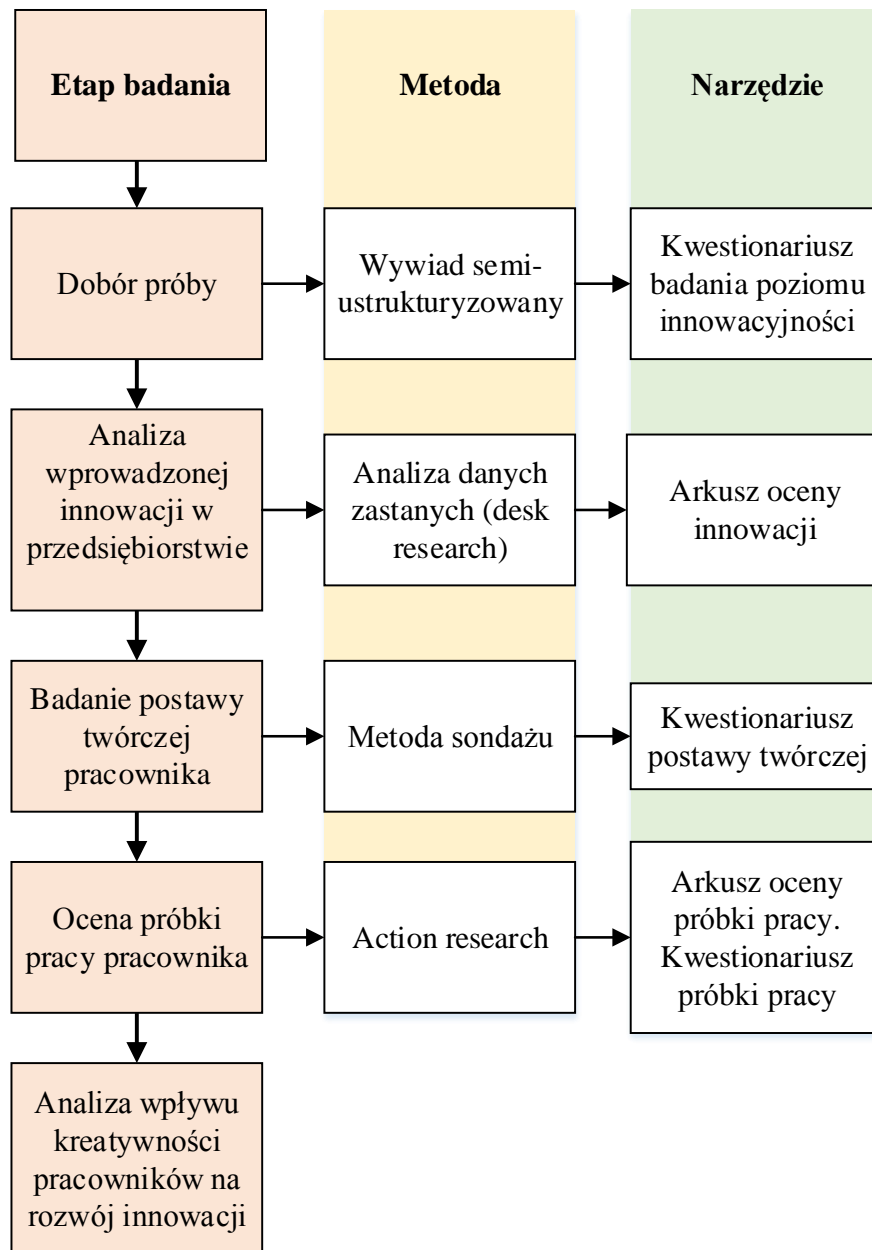 Etap badania
Metoda
Narzędzie
Dobór próby
Wywiad semi-
ustrukturyzowany
Kwestionariusz
badania poziomu
innowacyjności
Analiza
wprowadzonej
innowacji w
przedsiębiorstwie
Analiza danych
zastanych (desk
research)
Arkusz oceny
innowacji
Badanie postawy
twórczej
pracownika
Metoda sondażu
Kwestionariusz
postawy twórczej
Ocena próbki
pracy pracownika
Action research
Arkusz oceny
próbki pracy.
Kwestionariusz
próbki pracy
Analiza wpływu
kreatywności
pracowników na
rozwój innowacji